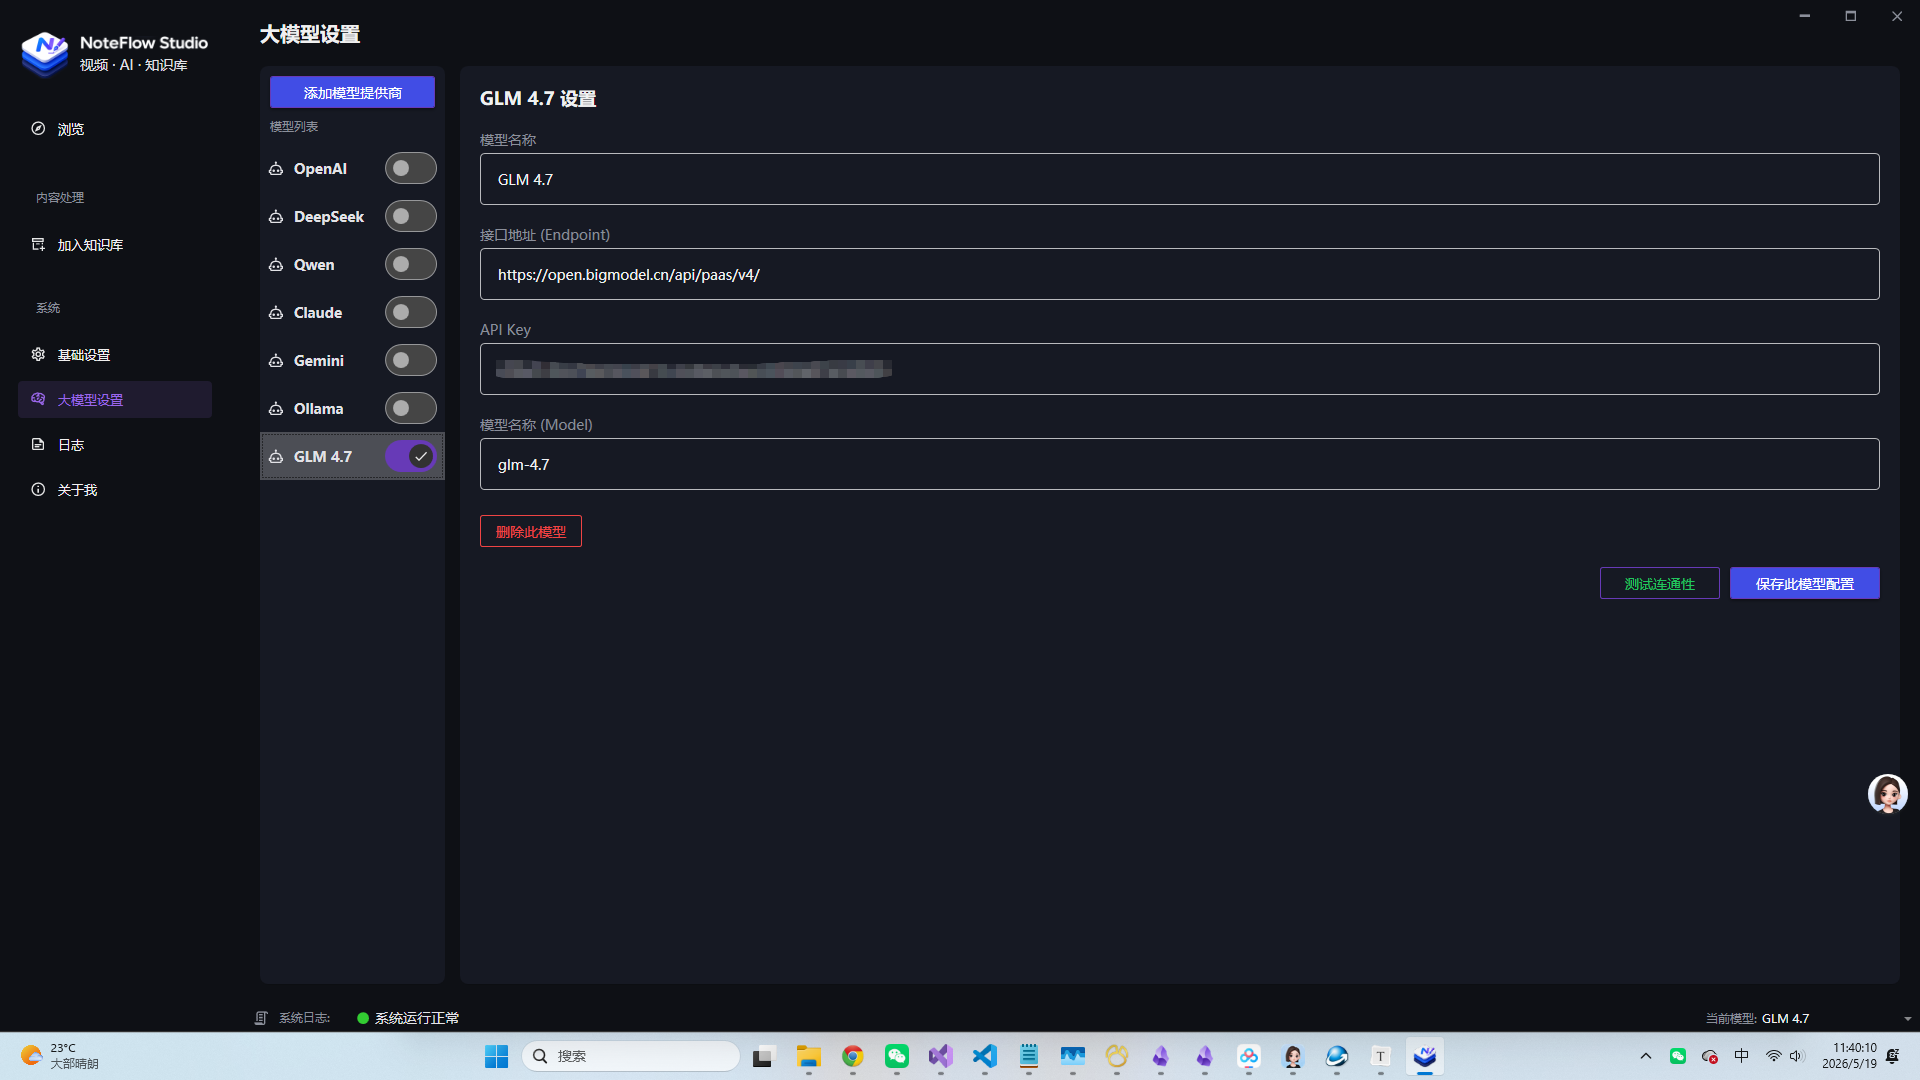 NoteFlow Studio
视频 · AI · 知识库
浏览
内容处理
加入知识库
系统
基础设置
大模型设置
日志
关于我
大模型设置
添加模型提供商
模型列表
OpenAI
DeepSeek
Qwen
Claude
Gemini
Ollama
GLM 4.7
GLM 4.7 设置
模型名称
GLM 4.7
接口地址 (Endpoint)
https://open.bigmodel.cn/api/paas/v4/
API Key
模型名称 (Model)
glm-4.7
删除此模型
测试连通性
保存此模型配置
系统日志:
系统运行正常
当前模型: GLM 4.7
23°C
大部晴朗
搜索
中
11:40:10
2026/5/19